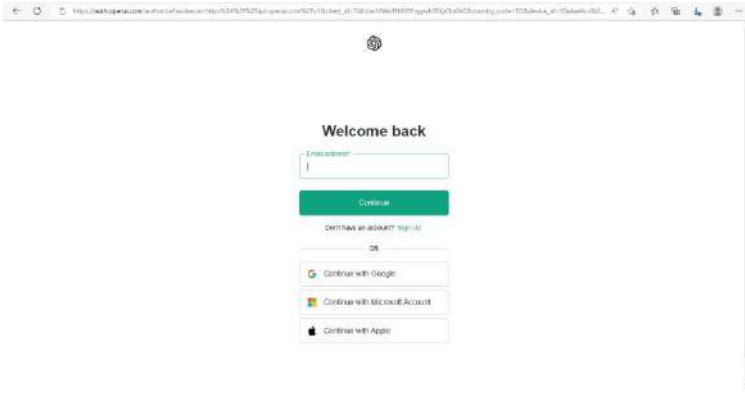 Welcome back
Email address*
Continue
Don't have an account? Sign Up
OR
Continue with Google
Continue with Microsoft Account
Continue with Apple